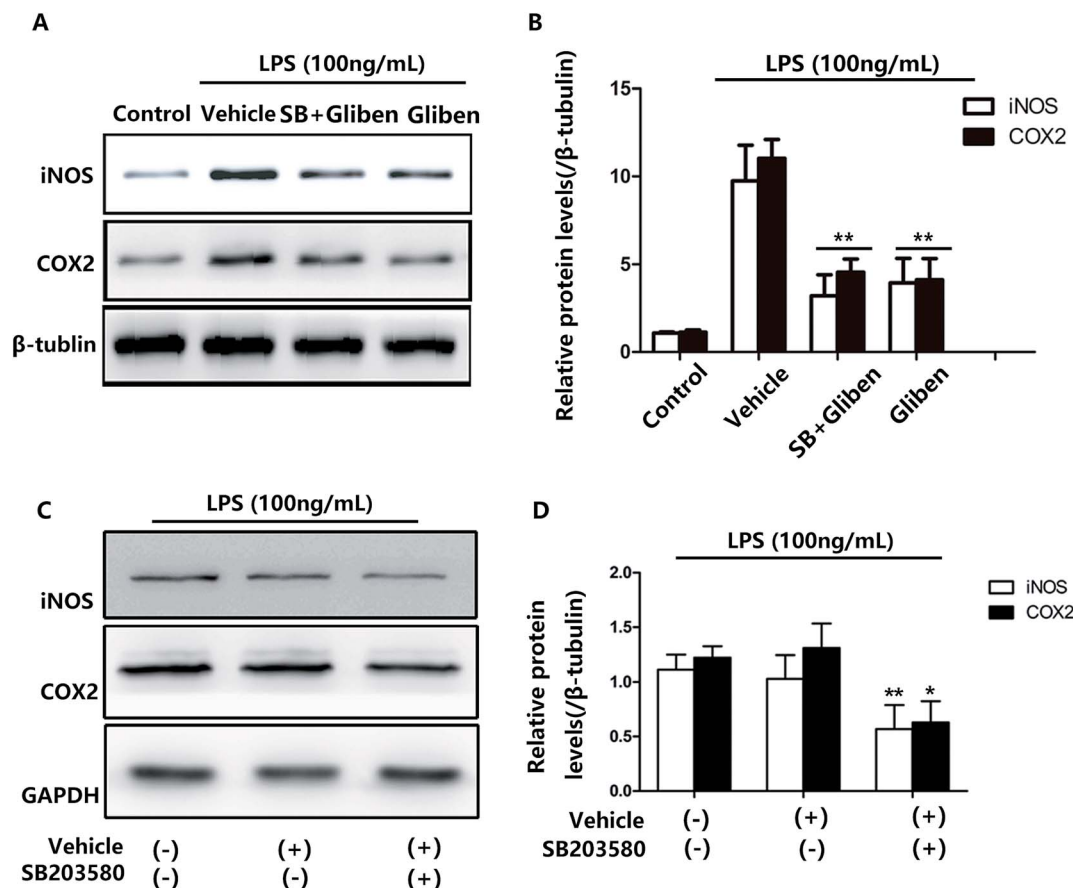 A
LPS (100ng/mL)
Control Vehicle SB+Gliben Gliben
iNOS
COX2
β-tublin
B
LPS (100ng/mL)
iNOS
COX2
Relative protein levels(/β-tubulin)
15
10
5
0
** **
Control Vehicle SB+Gliben Gliben
C
LPS (100ng/mL)
iNOS
COX2
GAPDH
Vehicle (-) (+) (+)
SB203580 (-) (-) (+)
D
LPS (100ng/mL)
iNOS
COX2
Relative protein
levels(/β-tubulin)
2.0
1.5
1.0
0.5
0.0
** *
Vehicle (-) (+) (+)
SB203580 (-) (-) (+)